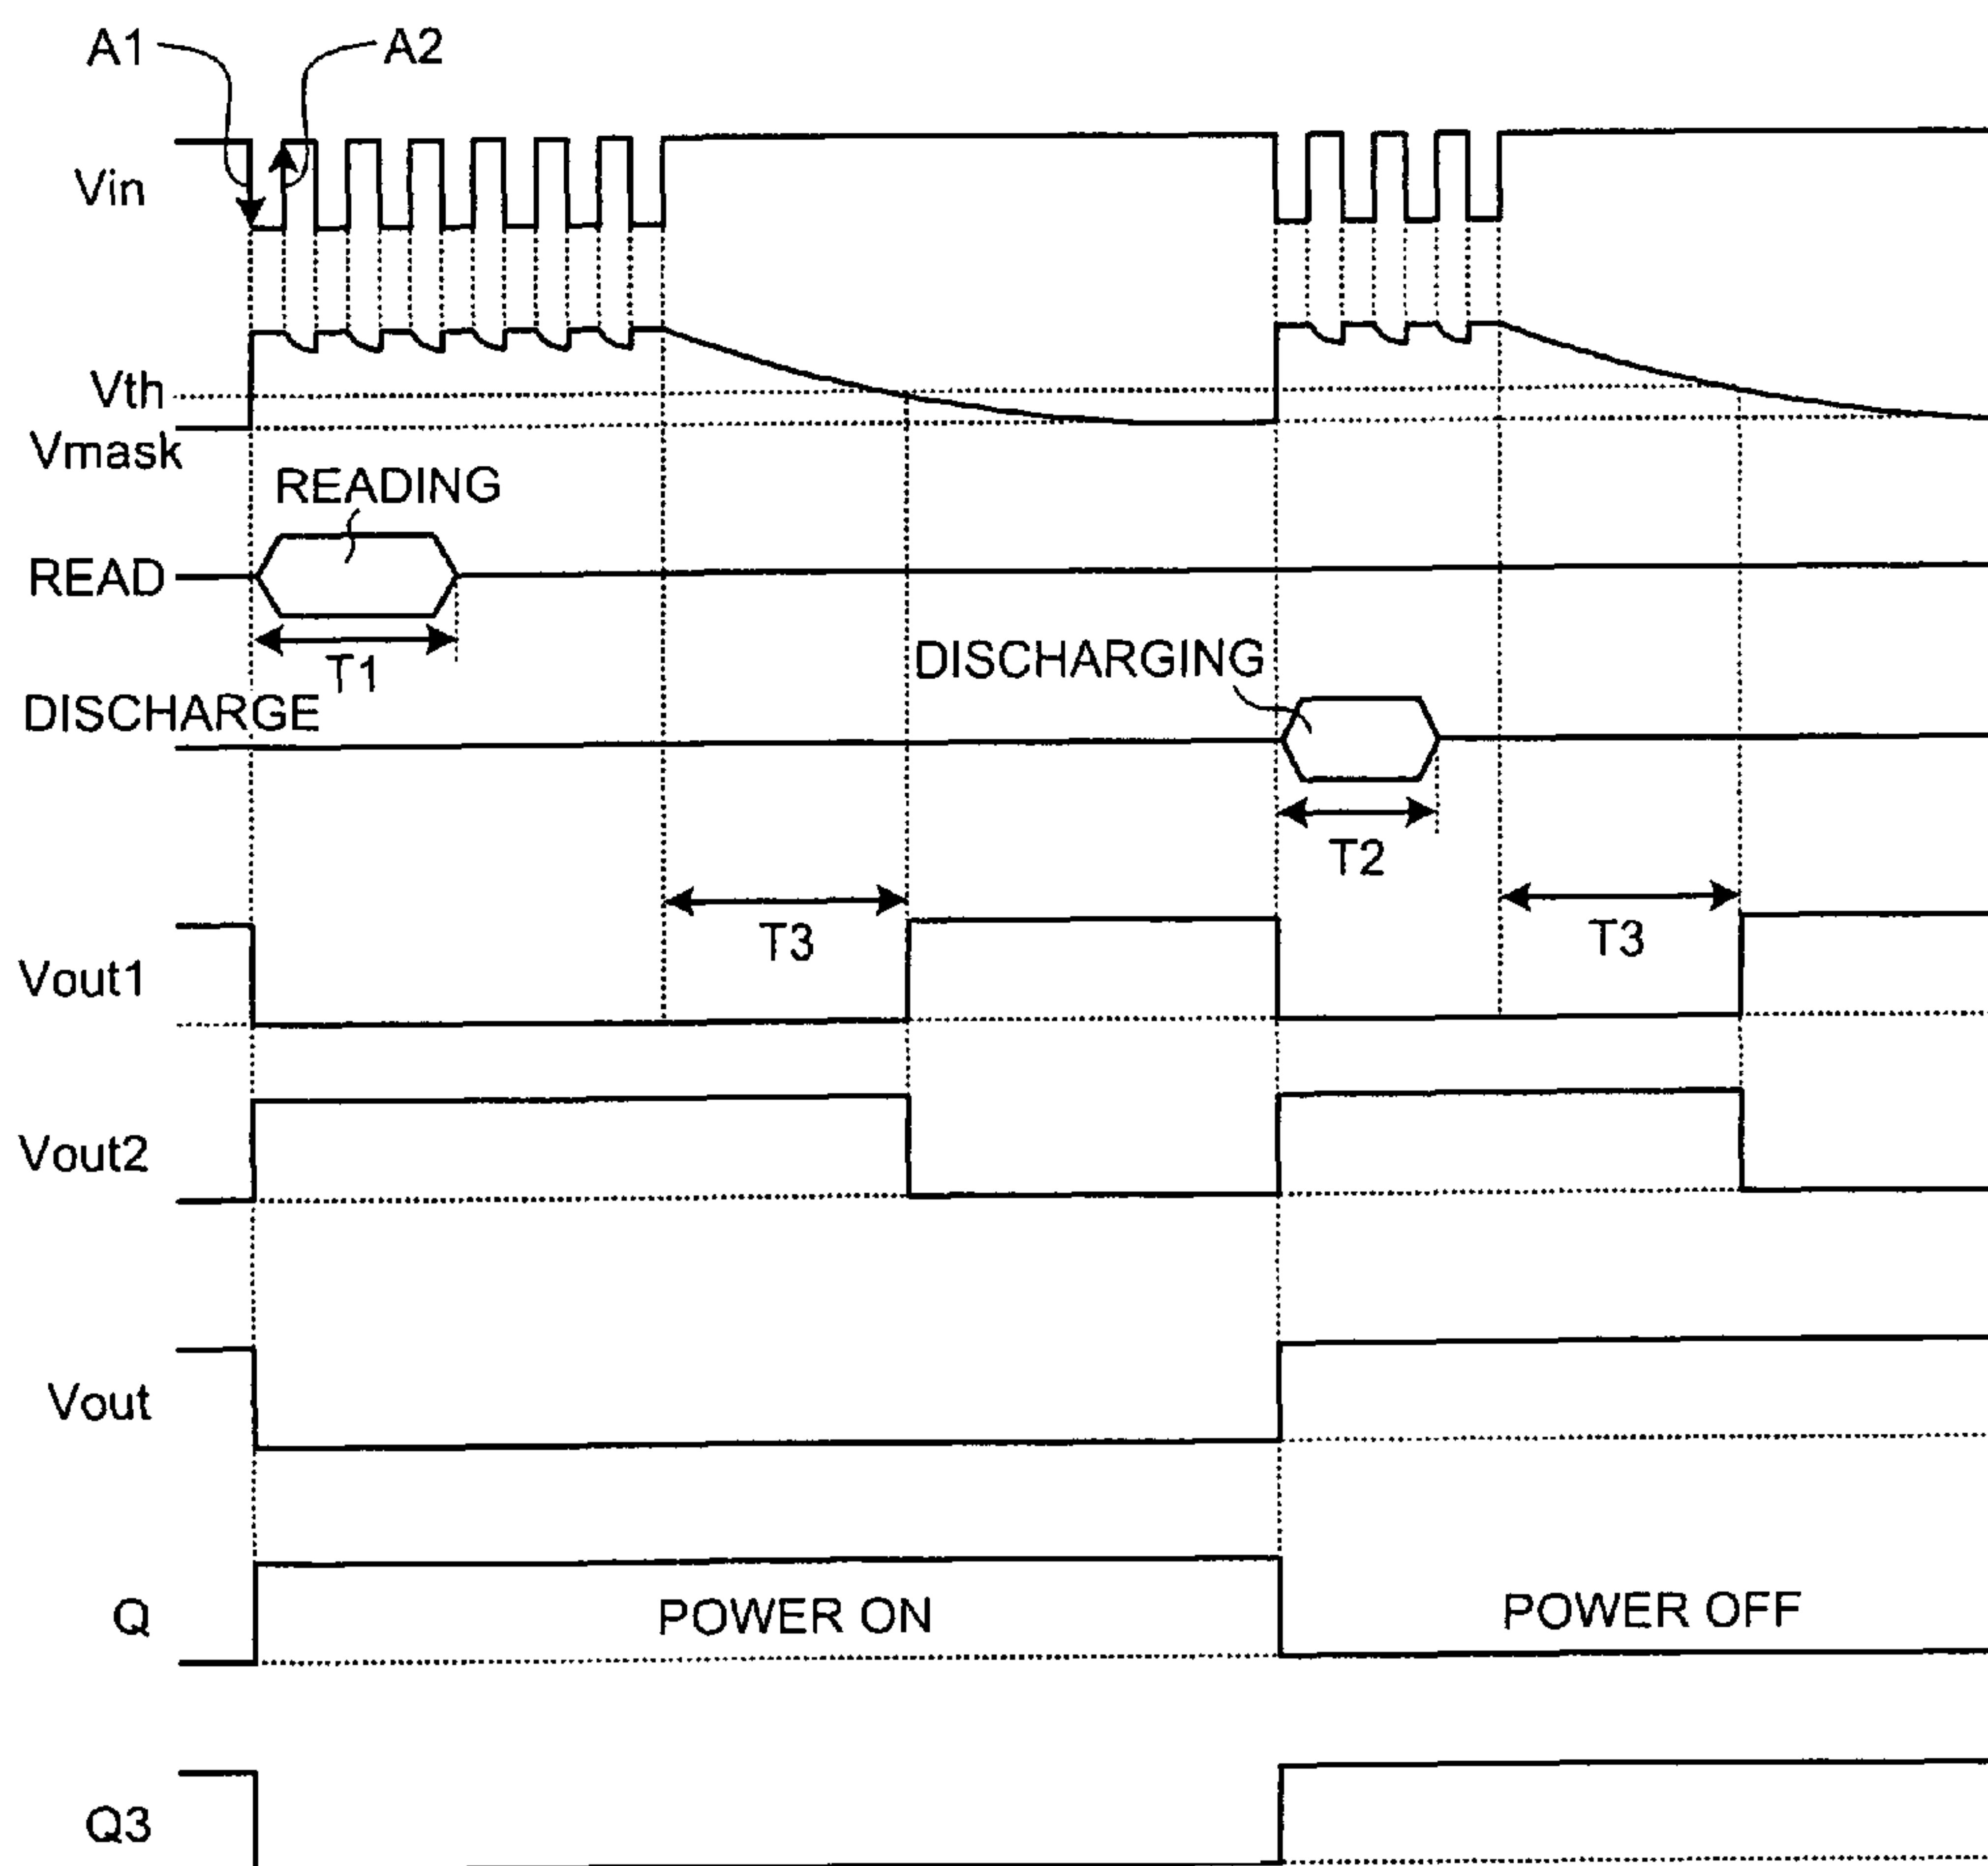 A1
A2
Vin
Vth
Vmask
READING
READ
T1
DISCHARGING
DISCHARGE
T2
T3
T3
Vout1
Vout2
Vout
Q
POWER ON
POWER OFF
Q3